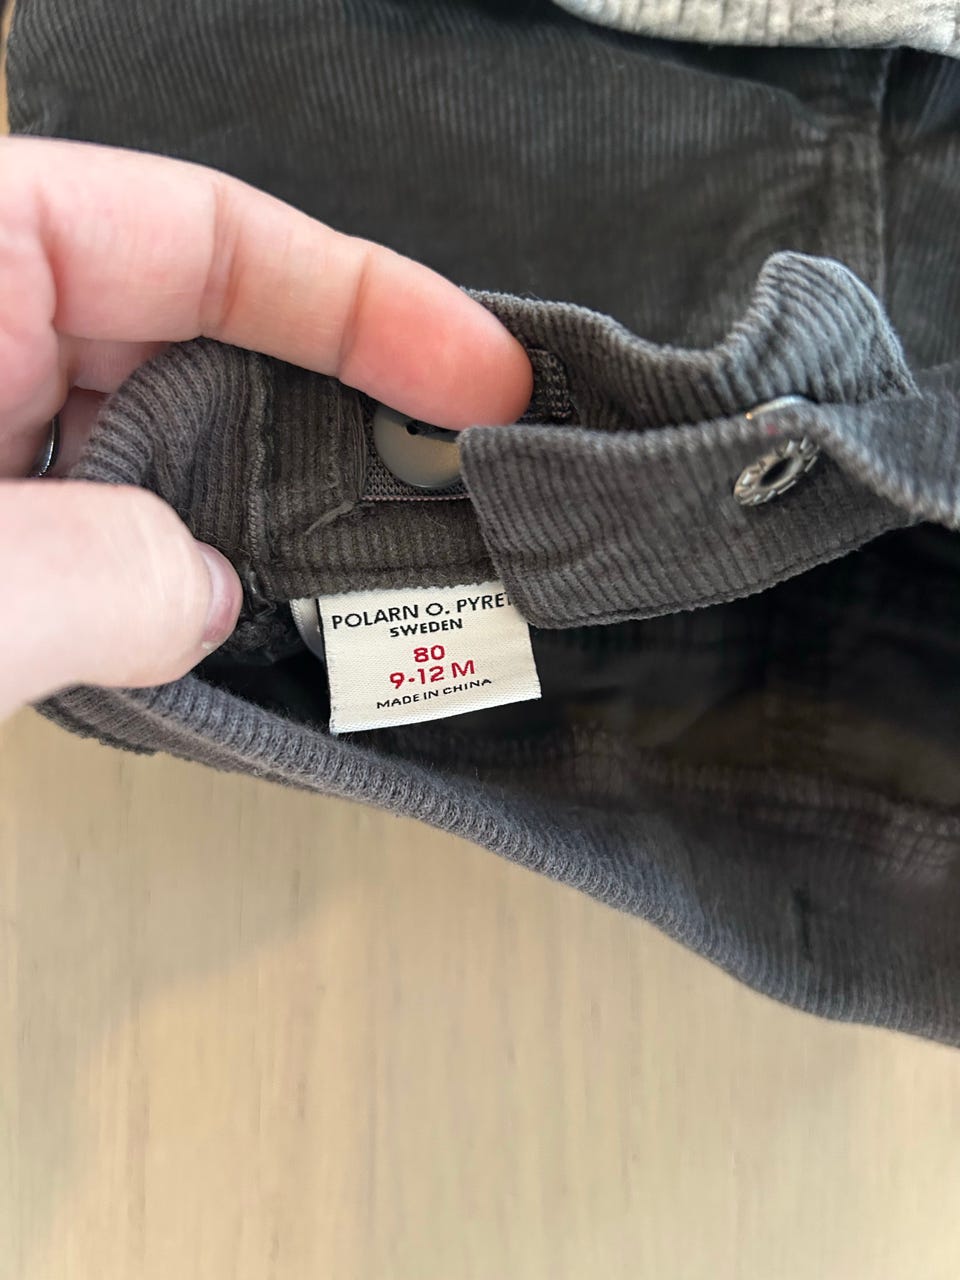 POLARN O. PYRET
SWEDEN
80
9-12 M
MADE IN CHINA